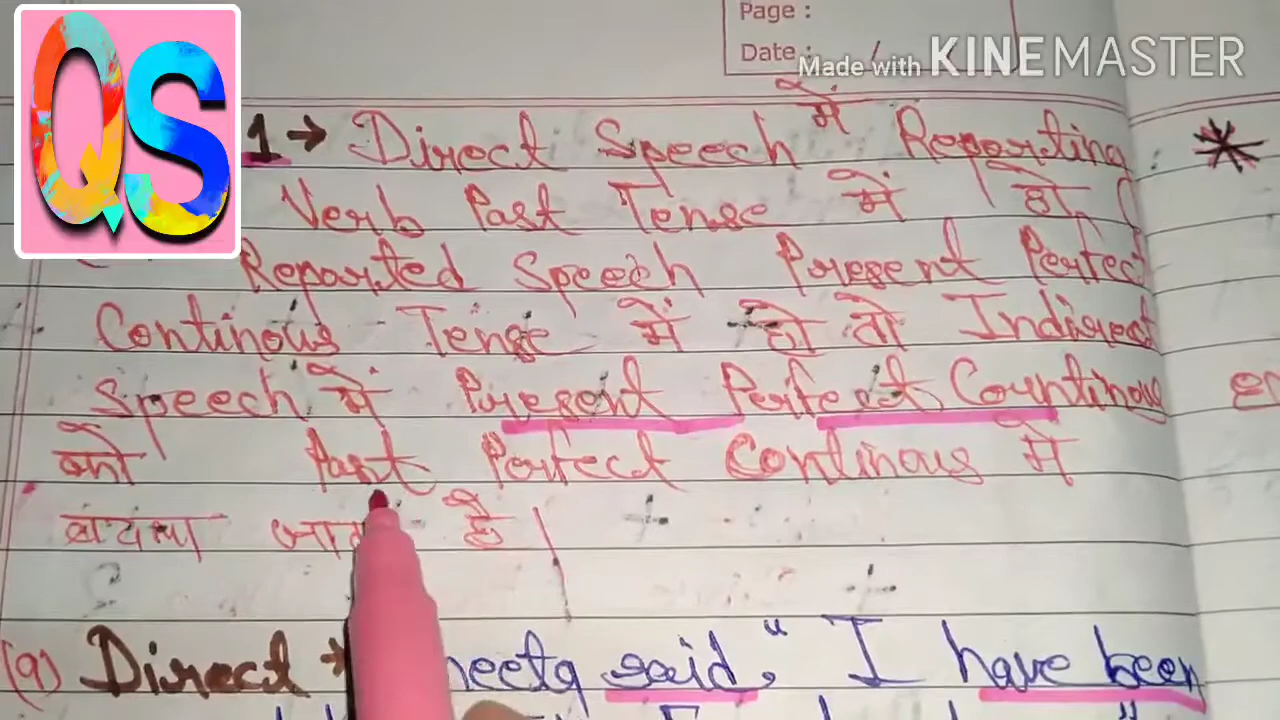 Page :
Date : /
Made with KINEMASTER
QS
1 → Direct Speech में Reporting
Verb Past Tense में हो,
Reported Speech Present Perfect
Continous Tense में हो तो Indirect
Speech में Present Perfect Countinous
को Past Perfect Continous में
बदला है।
(a) Direct → said, " I have been